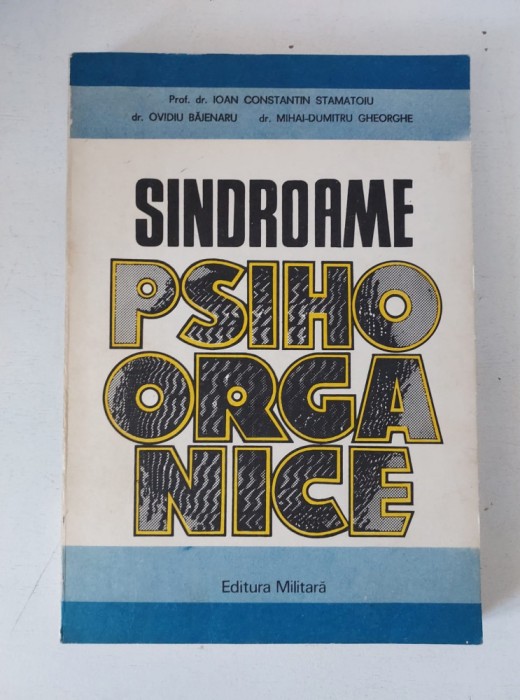 Prof. dr. IOAN CONSTANTIN STAMATOIU
dr. OVIDIU BĂJENARU dr. MIHAI-DUMITRU GHEORGHE
SINDROAME
PSIHO
ORGA
NICE
Editura Militară